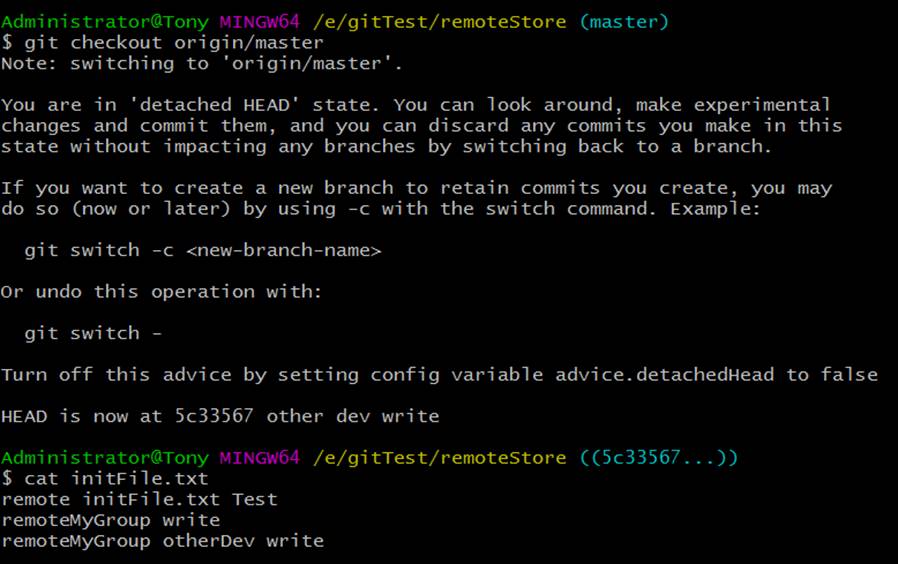 Administrator@Tony MINGW64 /e/gitTest/remoteStore (master)
$ git checkout origin/master
Note: switching to 'origin/master'.
You are in 'detached HEAD' state. You can look around, make experimental
changes and commit them, and you can discard any commits you make in this
state without impacting any branches by switching back to a branch.
If you want to create a new branch to retain commits you create, you may
do so (now or later) by using -c with the switch command. Example:
git switch -c <new-branch-name>
Or undo this operation with:
git switch -
Turn off this advice by setting config variable advice.detachedHead to false
HEAD is now at 5c33567 other dev write
Administrator@Tony MINGW64 /e/gitTest/remoteStore ((5c33567...))
$ cat initFile.txt
remote initFile.txt Test
remoteMyGroup write
remoteMyGroup otherDev write